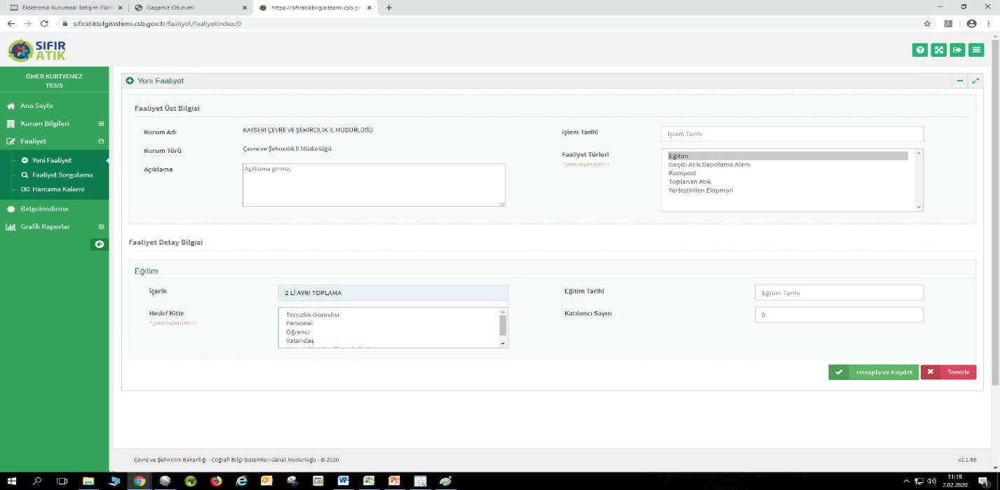 Elektronik Kurumsal İletişim Platf
Geçersiz Oturum!
https://sifiratikbilgisistemi.csb.go
sifiratikbilgisistemi.csb.gov.tr/faaliyet/faaliyetindex/0
SIFIR
ATIK
ÖMER KURTYEMEZ
TESIS
Ana Sayfa
Kurum Bilgileri
Faaliyet
Yeni Faaliyet
Faaliyet Sorgulama
Harcama Kalemi
Belgelendirme
Grafik Raporlar
Yeni Faaliyet
Faaliyet Üst Bilgisi
Kurum Adı
KAYSERİ ÇEVRE VE ŞEHİRCİLİK İL MÜDÜRLÜĞÜ
İşlem Tarihi
İşlem Tarihi
Kurum Türü
Çevre ve Şehircilik İl Müdürlüğü
Faaliyet Türleri
* çoklu seçim (Ctrl + )
Eğitim
Geçici Atık Depolama Alanı
Kompost
Toplanan Atık
Yerleştirilen Ekipman
Açıklama
Açıklama giriniz.
Faaliyet Detay Bilgisi
Eğitim
İçerik
2 Lİ AYRI TOPLAMA
Eğitim Tarihi
Eğitim Tarihi
Hedef Kitle
* çoklu seçim (Ctrl + )
Temizlik Görevlisi
Personel
Öğrenci
Vatandaş
Katılımcı Sayısı
0
Hesapla ve Kaydet
Temizle
Çevre ve Şehircilik Bakanlığı - Coğrafi Bilgi Sistemleri Genel Müdürlüğü - © 2020
v2.1.88
11:19
7.02.2020